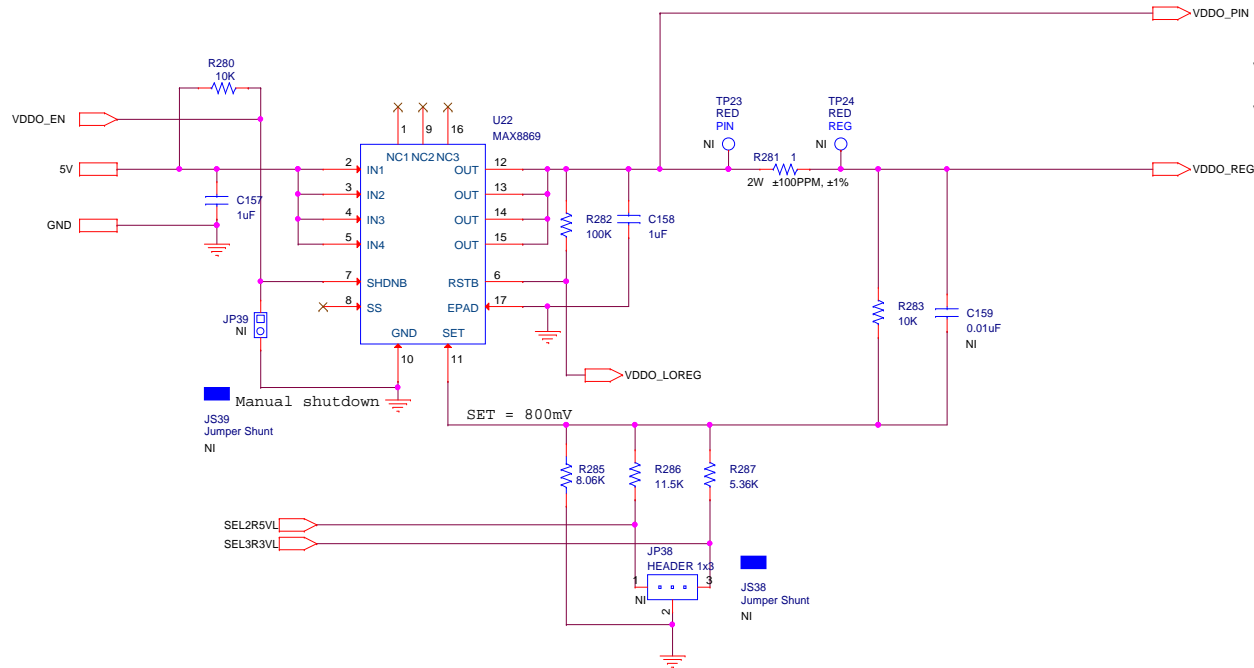 VDDO_PIN
R280
10K
TP23
RED
PIN
NI
TP24
RED
REG
NI
VDDO_EN
1
9
16
U22
MAX8869
NC1
NC2
NC3
5V
2
IN1
OUT
12
R281
1
2W
±100PPM, ±1%
VDDO_REG
3
IN2
OUT
13
C157
1uF
4
IN3
OUT
14
R282
100K
C158
1uF
GND
5
IN4
OUT
15
7
SHDNB
RSTB
6
8
SS
EPAD
17
R283
10K
C159
0.01uF
NI
JP39
NI
GND
SET
10
11
VDDO_LOREG
Manual shutdown
SET = 800mV
JS39
Jumper Shunt
NI
R285
8.06K
R286
11.5K
R287
5.36K
SEL2R5VL
SEL3R3VL
JP38
HEADER 1x3
1
3
NI
2
JS38
Jumper Shunt
NI